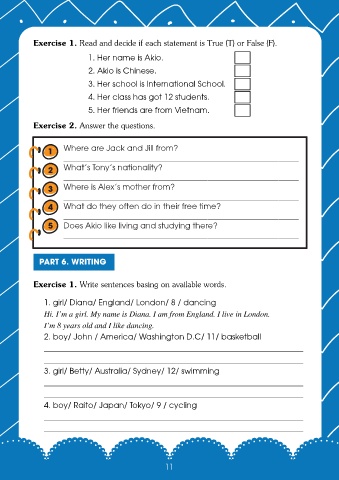 Exercise 1. Read and decide if each statement is True (T) or False (F).
1. Her name is Akio.
2. Akio is Chinese.
3. Her school is International School.
4. Her class has got 12 students.
5. Her friends are from Vietnam.
Exercise 2. Answer the questions.
1 Where are Jack and Jill from?
2 What's Tony's nationality?
3 Where is Alex's mother from?
4 What do they often do in their free time?
5 Does Akio like living and studying there?
PART 6. WRITING
Exercise 1. Write sentences basing on available words.
1. girl/ Diana/ England/ London/ 8 / dancing
Hi. I'm a girl. My name is Diana. I am from England. I live in London.
I'm 8 years old and I like dancing.
2. boy/ John / America/ Washington D.C/ 11/ basketball
3. girl/ Betty/ Australia/ Sydney/ 12/ swimming
4. boy/ Raito/ Japan/ Tokyo/ 9 / cycling
11